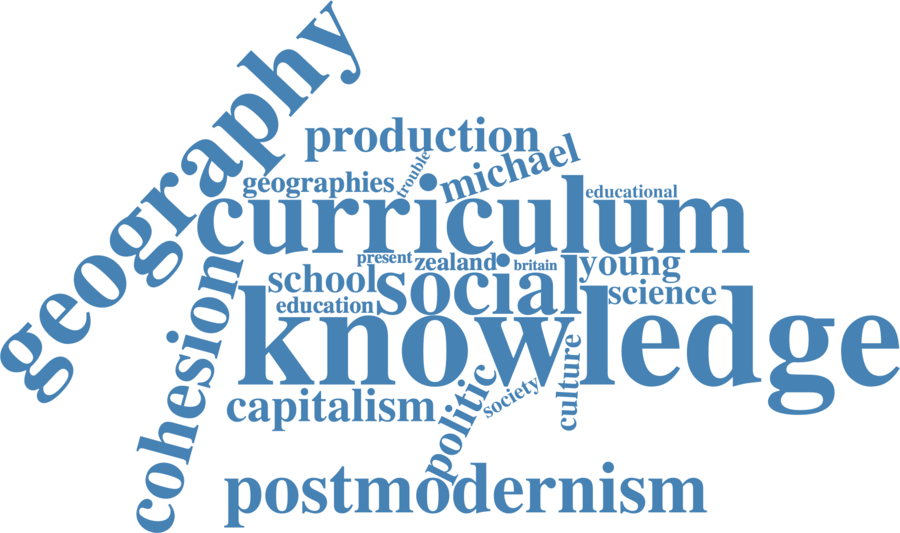 geography
production
michael
trouble
geographies
educational
curriculum
present
zealand
britain
young
schools
social
science
education
knowledge
cohesion
capitalism
politic
society
culture
postmodernism